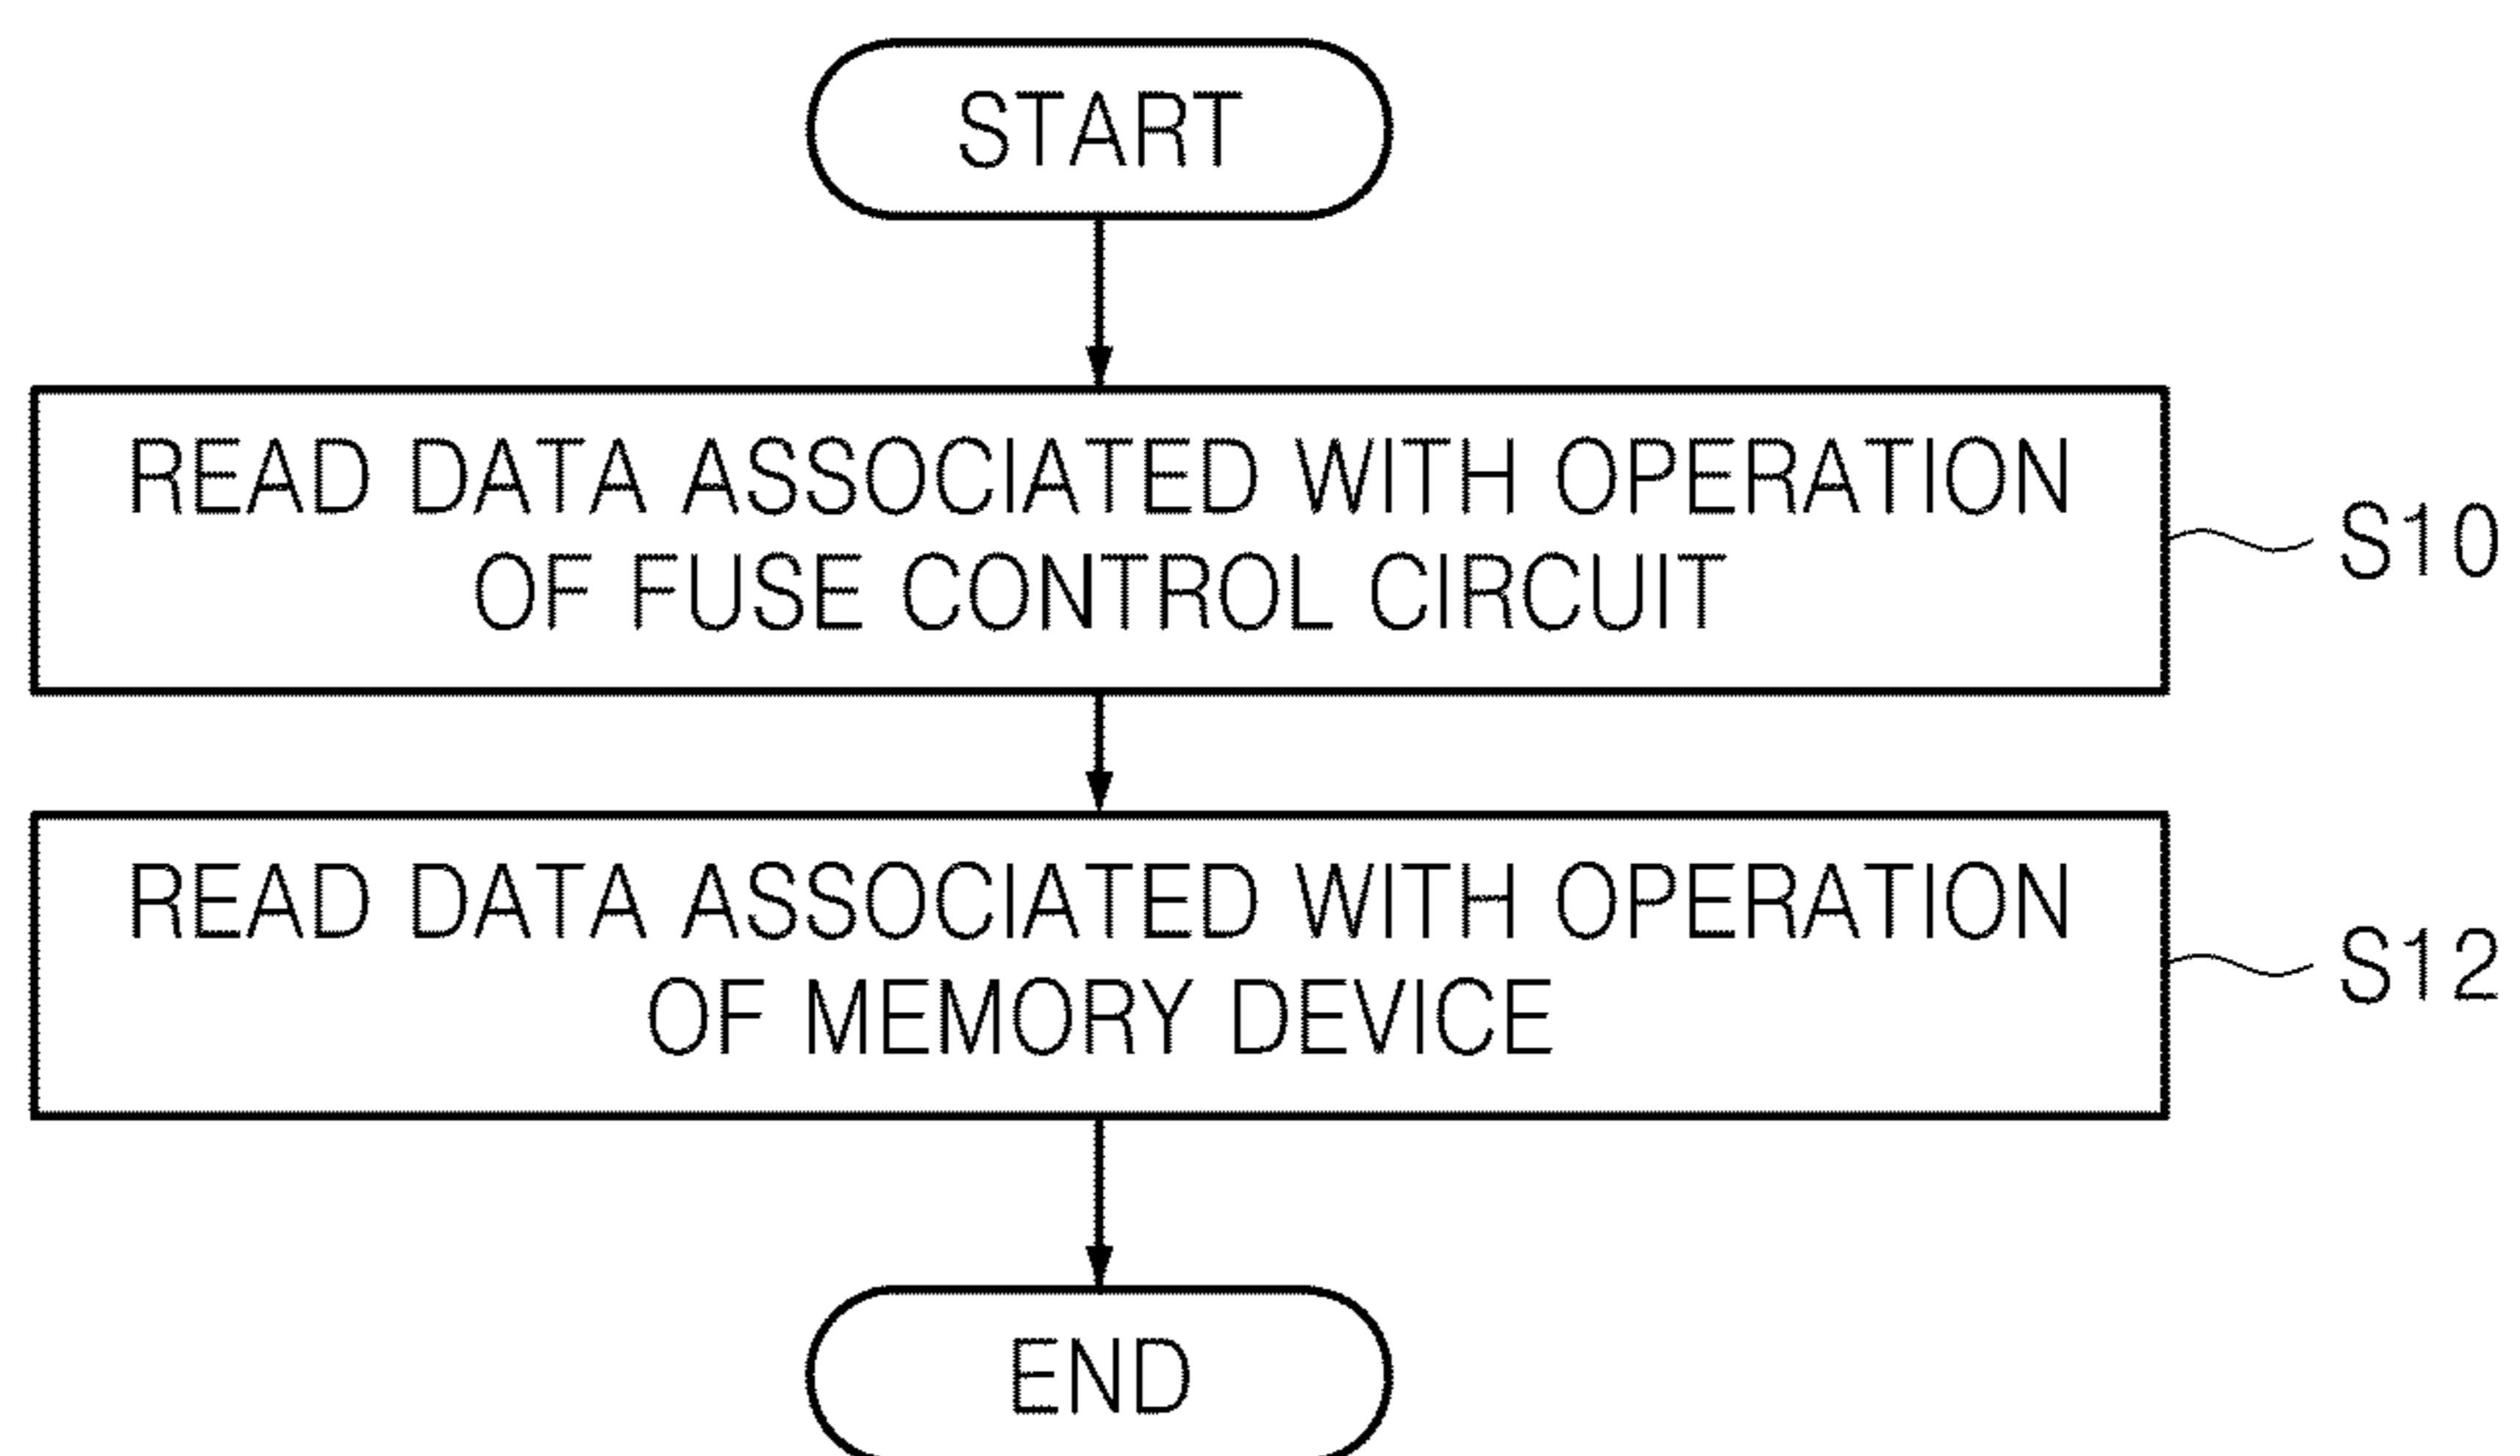 START
READ DATA ASSOCIATED WITH OPERATION
OF FUSE CONTROL CIRCUIT
S10
READ DATA ASSOCIATED WITH OPERATION
OF MEMORY DEVICE
S12
END